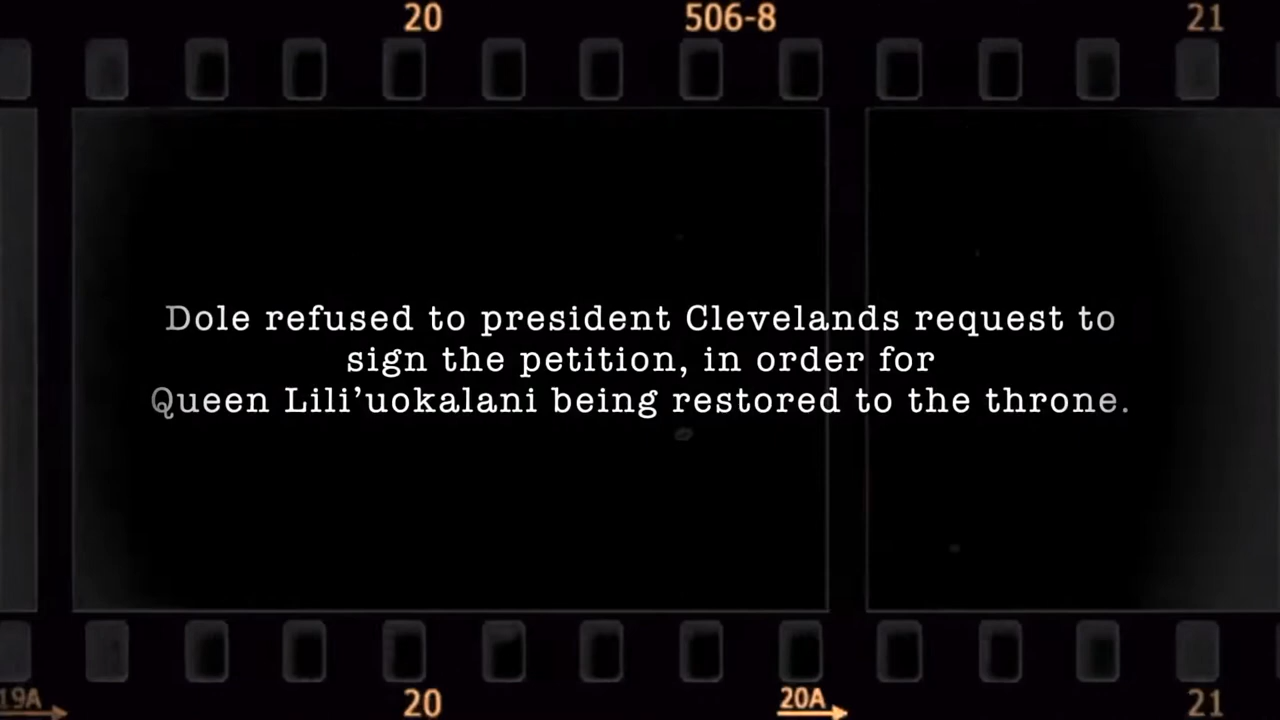 20 506-8 21
Dole refused to president Clevelands request to
sign the petition, in order for
Queen Lili’uokalani being restored to the throne.
19A 20 20A 21